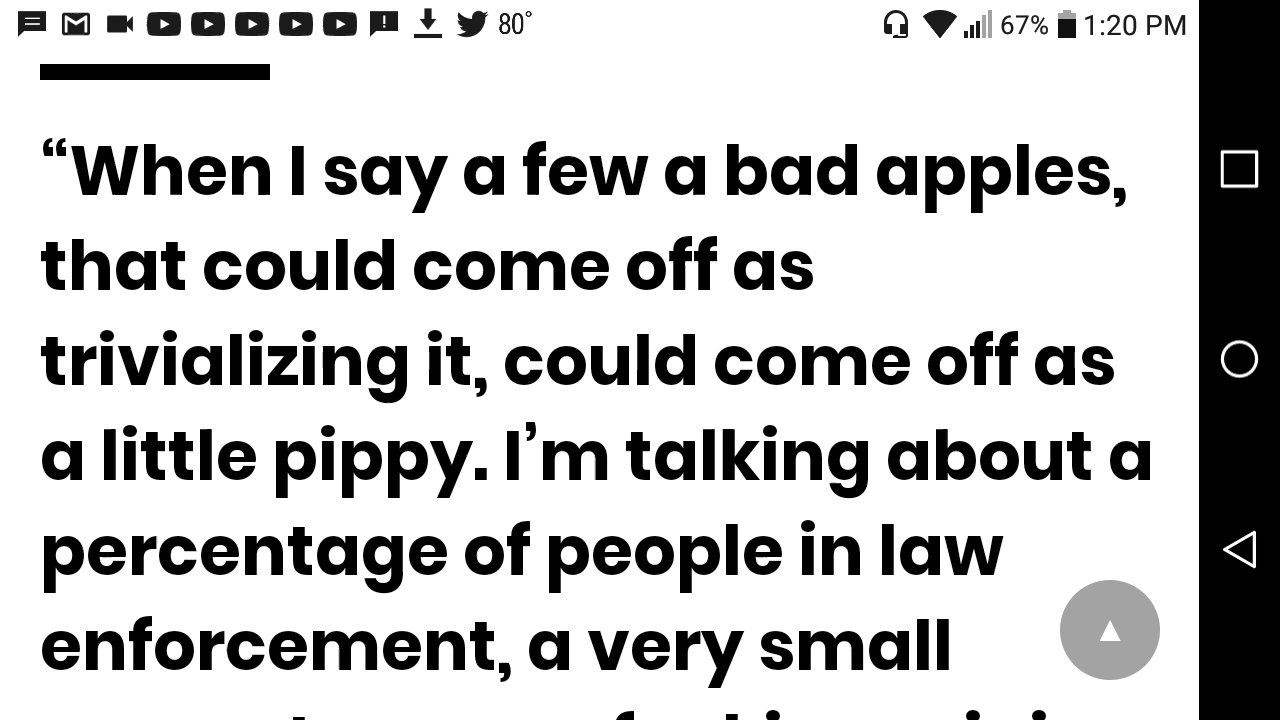 80° 67% 1:20 PM
“When I say a few a bad apples,
that could come off as
trivializing it, could come off as
a little pippy. I’m talking about a
percentage of people in law
enforcement, a very small